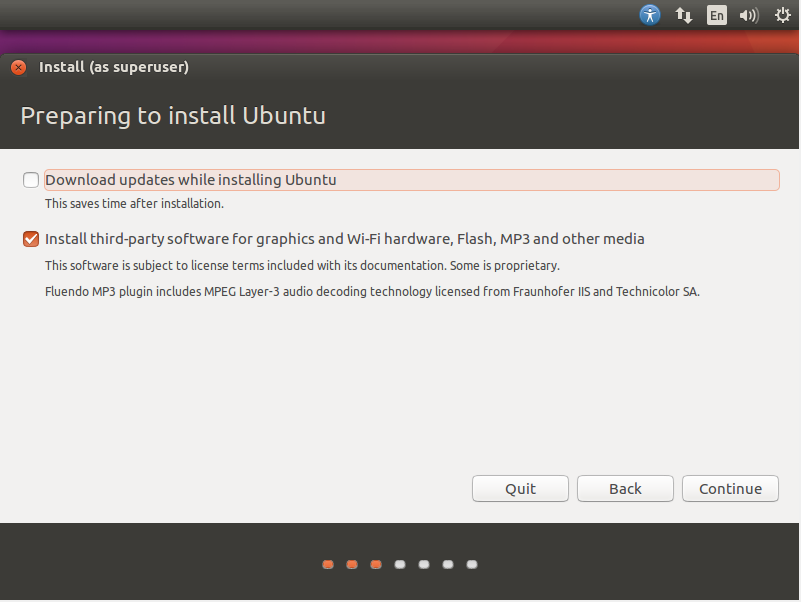 En
Install (as superuser)
Preparing to install Ubuntu
Download updates while installing Ubuntu
This saves time after installation.
Install third-party software for graphics and Wi-Fi hardware, Flash, MP3 and other media
This software is subject to license terms included with its documentation. Some is proprietary.
Fluendo MP3 plugin includes MPEG Layer-3 audio decoding technology licensed from Fraunhofer IIS and Technicolor SA.
Quit Back Continue